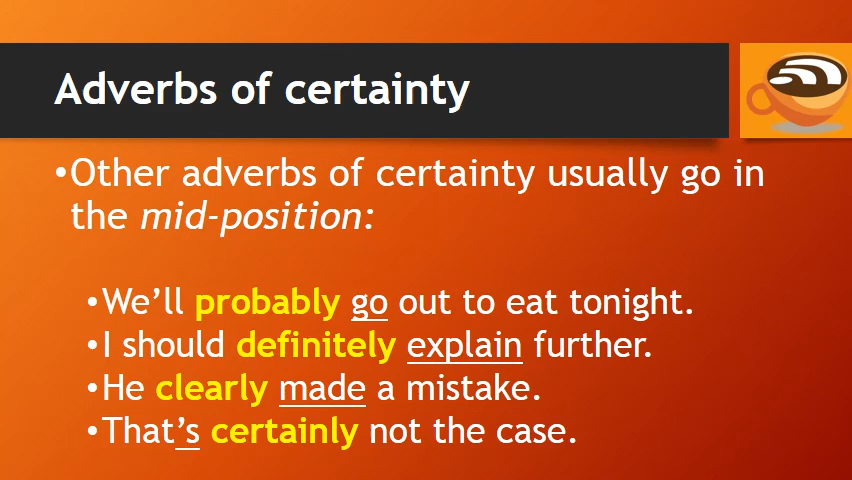 Adverbs of certainty
•Other adverbs of certainty usually go in
the mid-position:
•We’ll probably go out to eat tonight.
•I should definitely explain further.
•He clearly made a mistake.
•That’s certainly not the case.